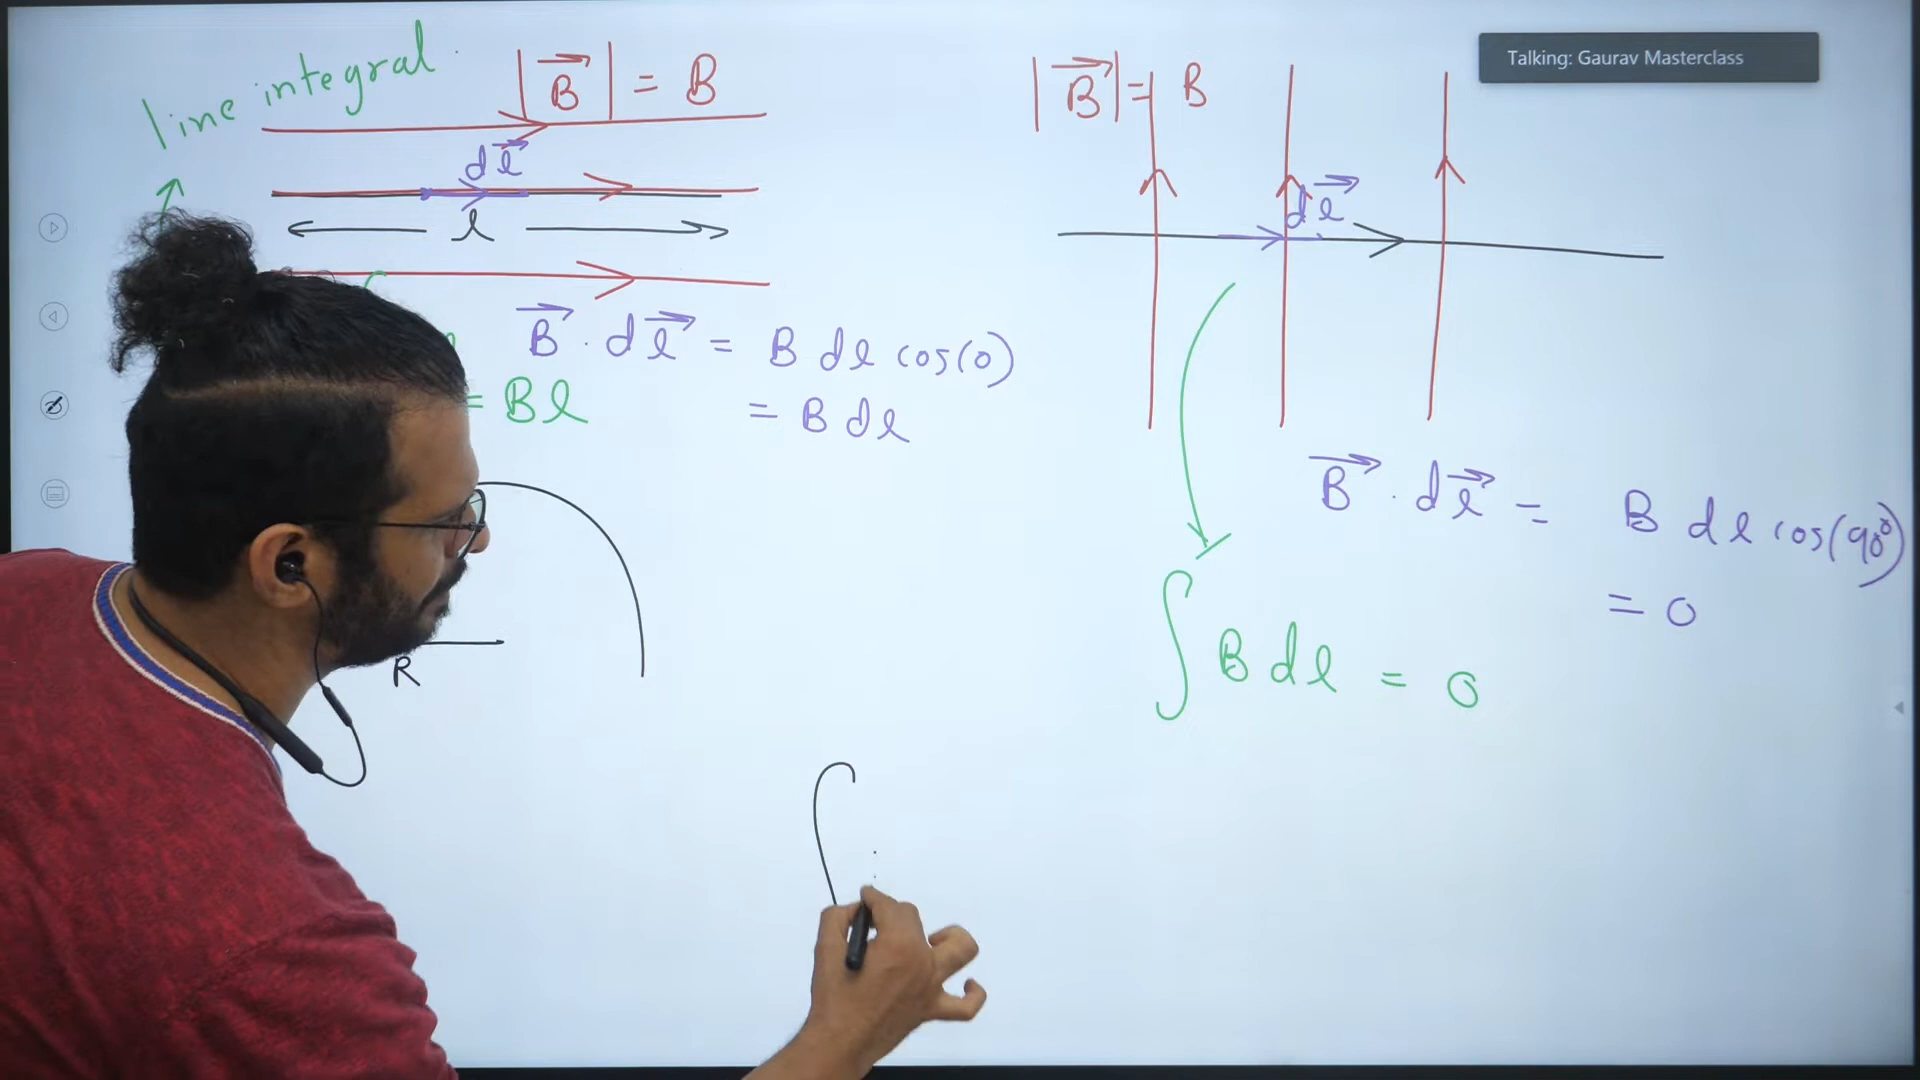 line integral
|B⃗| = B
dl⃗
l
B⃗ . dl⃗ = B dl cos(0)
= B dl
= Bl
R
|B⃗| = B
dl⃗
B⃗ . dl⃗ = B dl cos(90°)
= 0
∫ B dl = 0
∫
Talking: Gaurav Masterclass